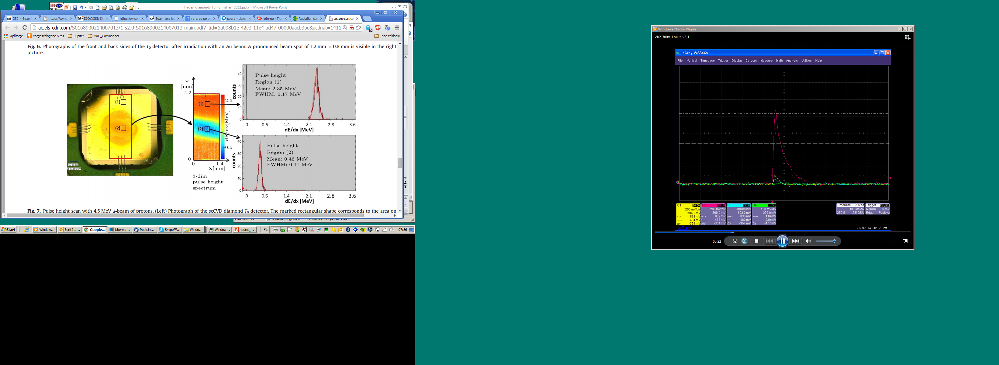 hades_diamonds_for_Christian_2012.pptx - Microsoft PowerPoint
GSI - Beam
https://www
DIO@GSI: Di
https://www
Beam time lo
referee po p
spare - tłuma
referee - Tłu
Radiation da
ac.els-cdn.co
ac.els-cdn.com/S0168900214007013/1-s2.0-S0168900214007013-main.pdf?_tid=5a098b1e-42e3-11e4-ad47-00000aacb35e&acdnat=1411
Aplikacje
Vorgeschlagene Sites
Jupiter
VAG_Commander
Inne zakładki
Fig. 6. Photographs of the front and back sides of the T0 detector after irradiation with an Au beam. A pronounced beam spot of 1.2 mm × 0.8 mm is visible in the right
picture.
(1)
(2)
Y
[mm]
4.2
0
(1)
(2)
0 1.4
X[mm]
-2.5
-0.5
dE/dx[MeV]
3-dim
pulse height
spectrum
counts
40
30
20
10
0
Pulse height
Region (1)
Mean: 2.35 MeV
FWHM: 0.17 MeV
0 0.6 1.4 2.1 2.8 3.6
dE/dx [MeV]
counts
40
30
20
10
0
Pulse height
Region (2)
Mean: 0.46 MeV
FWHM: 0.11 MeV
0 0.6 1.4 2.1 2.8 3.6
dE/dx [MeV]
Fig. 7. Pulse height scan with 4.5 MeV μ-beam of protons. (Left) Photograph of the scCVD diamond T0 detector. The marked rectangular shape corresponds to the area on
Start
Window...
Sent Ite...
Google...
Überwa...
Postein...
Skype™...
Windo...
Window...
hades_...
PL
07:36
Windows Media Player
ch2_700V_1MHz_v2_1
LeCroy WS64Xs
File Vertical Timebase Trigger Display Cursors Measure Math Analysis Utilities Help
C1 DC50
200 mV/div
-604.0 mV
838 mV
484 mV
Δy -354 mV
C2 DC50
200 mV/div
-598.0 mV
832 mV
478 mV
Δy -354 mV
C3 DC50
200 mV/div
-602.0 mV
836 mV
482 mV
Δy -354 mV
C4 DC50
100 mV/div
-299.0 mV
416 mV
239 mV
Δy -177 mV
Timebase -5.6 ns
10.0 ns/div
250 S 2.5 GS/s
Trigger C2 DC
Normal 66 mV
Edge Positive
LeCroy
7/22/2014 9:01:21 PM
00:22